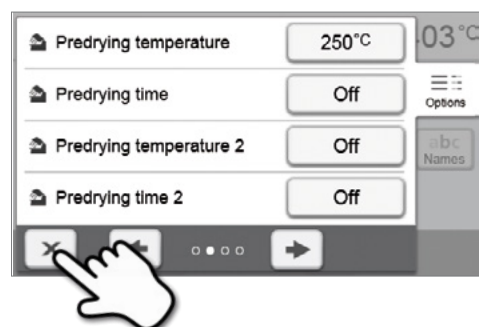 Predrying temperature 250°C
Predrying time Off
Predrying temperature 2 Off
Predrying time 2 Off
03°C
Options
abc
Names